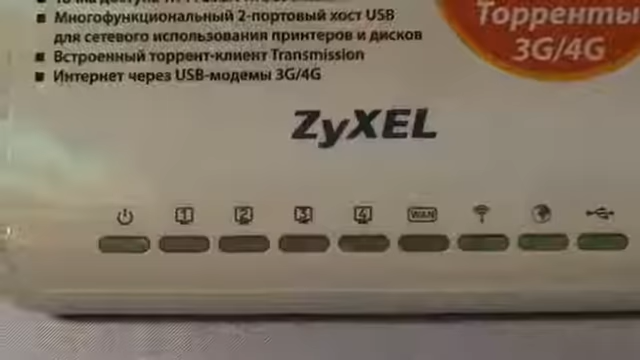 Многофункциональный 2-портовый хост USB
для сетевого использования принтеров и дисков
Встроенный торрент-клиент Transmission
Интернет через USB-модемы 3G/4G
Торренты
3G/4G
ZyXEL
1 2 3 4 WAN